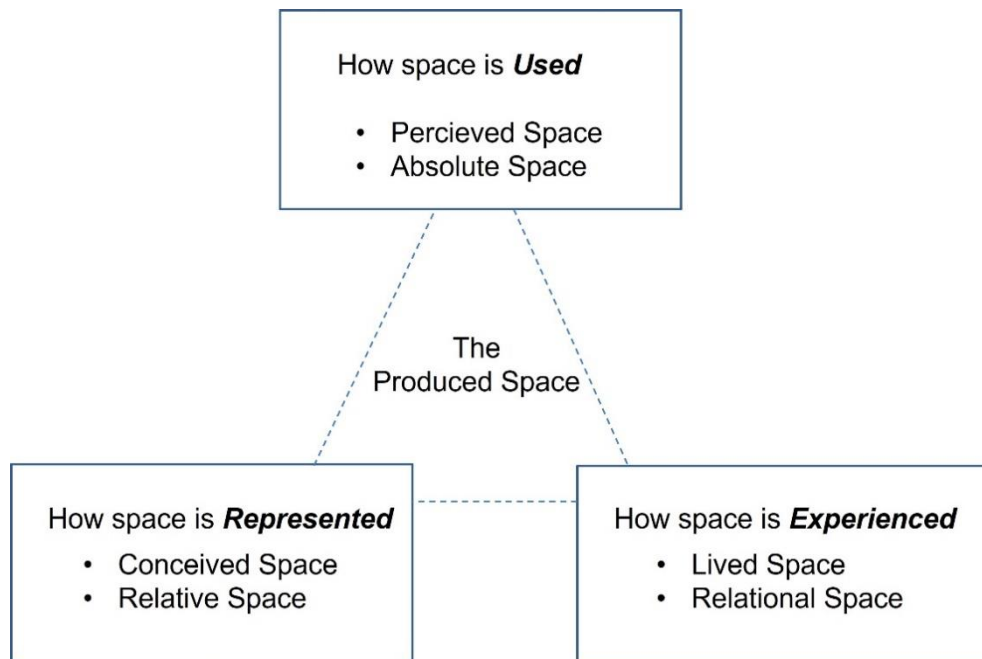 How space is Used
• Percieved Space
• Absolute Space
The
Produced Space
How space is Represented
• Conceived Space
• Relative Space
How space is Experienced
• Lived Space
• Relational Space